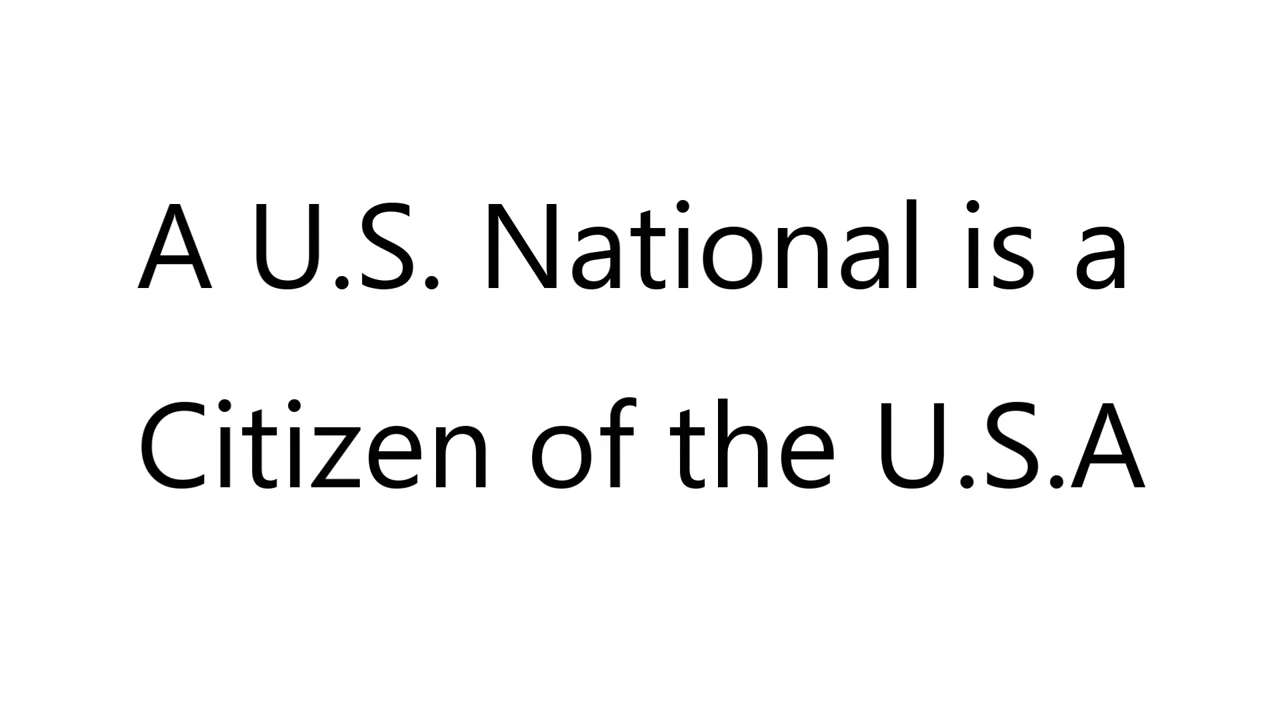 A U.S. National is a
Citizen of the U.S.A